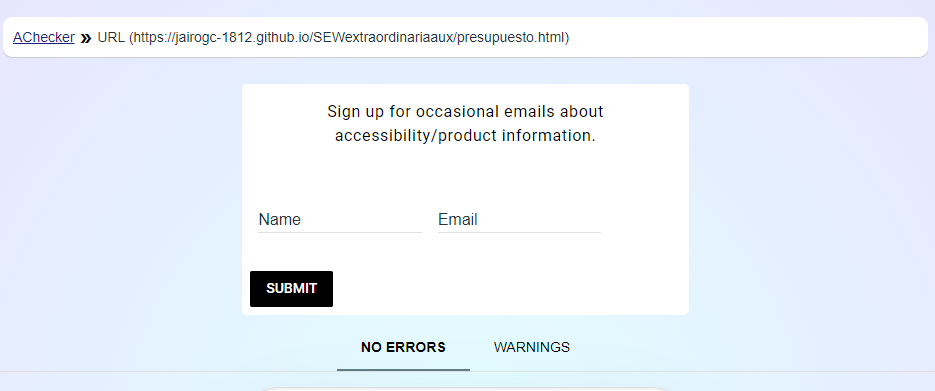 AChecker » URL (https://jairogc-1812.github.io/SEWextraordinariaaux/presupuesto.html)
Sign up for occasional emails about
accessibility/product information.
Name Email
SUBMIT
NO ERRORS WARNINGS